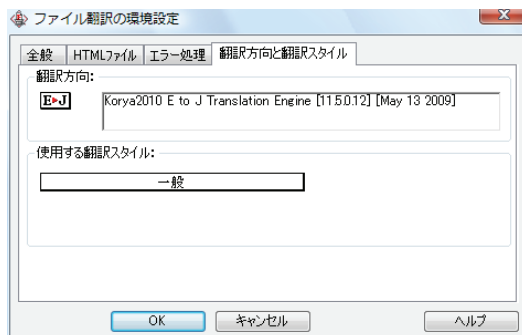 ファイル翻訳の環境設定
全般 HTMLファイル エラー処理 翻訳方向と翻訳スタイル
翻訳方向:
E▶J Korya2010 E to J Translation Engine [11.5.0.12] [May 13 2009]
使用する翻訳スタイル:
一般
OK キャンセル ヘルプ